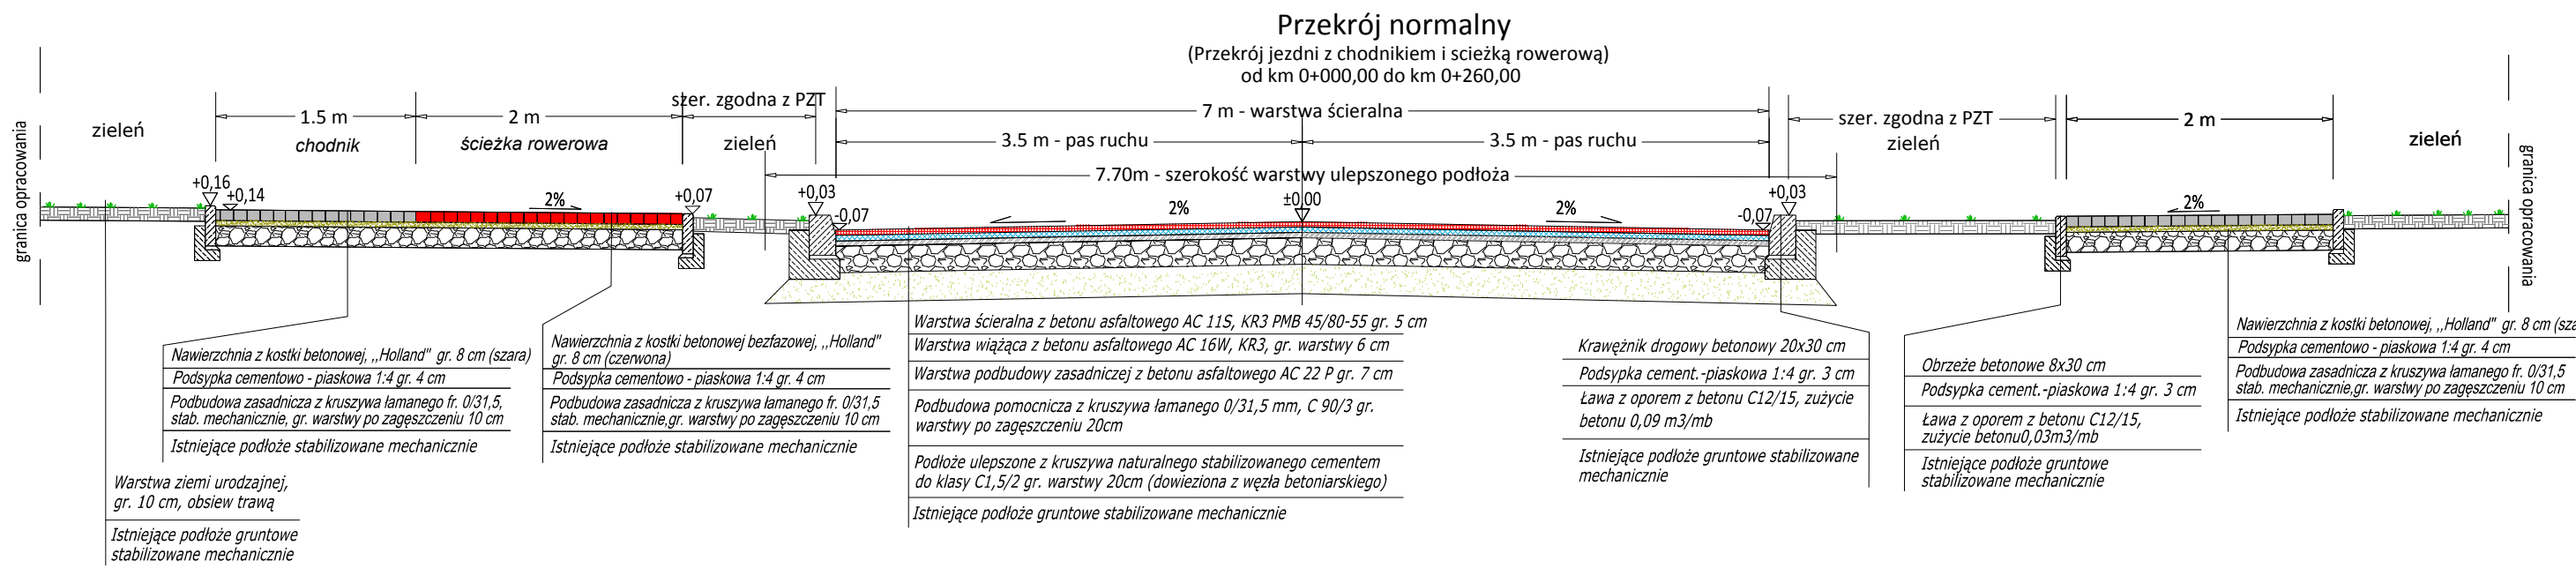 Przekrój normalny
(Przekrój jezdni z chodnikiem i scieżką rowerową)
od km 0+000,00 do km 0+260,00
granica opracowania
zieleń
1.5 m
chodnik
2 m
ścieżka rowerowa
szer. zgodna z PZT
zieleń
7 m - warstwa ścieralna
3.5 m - pas ruchu
3.5 m - pas ruchu
7.70m - szerokość warstwy ulepszonego podłoża
szer. zgodna z PZT
zieleń
2 m
zieleń
granica opracowania
+0,16
+0,14
2%
+0,07
+0,03
-0,07
2%
±0,00
2%
-0,07
+0,03
2%
Warstwa ziemi urodzajnej,
gr. 10 cm, obsiew trawą
Istniejące podłoże gruntowe
stabilizowane mechanicznie
Nawierzchnia z kostki betonowej, ,,Holland" gr. 8 cm (szara)
Podsypka cementowo - piaskowa 1:4 gr. 4 cm
Podbudowa zasadnicza z kruszywa łamanego fr. 0/31,5,
stab. mechanicznie, gr. warstwy po zagęszczeniu 10 cm
Istniejące podłoże stabilizowane mechanicznie
Nawierzchnia z kostki betonowej bezfazowej, ,,Holland"
gr. 8 cm (czerwona)
Podsypka cementowo - piaskowa 1:4 gr. 4 cm
Podbudowa zasadnicza z kruszywa łamanego fr. 0/31,5
stab. mechanicznie,gr. warstwy po zagęszczeniu 10 cm
Istniejące podłoże stabilizowane mechanicznie
Warstwa ścieralna z betonu asfaltowego AC 11S, KR3 PMB 45/80-55 gr. 5 cm
Warstwa wiążąca z betonu asfaltowego AC 16W, KR3, gr. warstwy 6 cm
Warstwa podbudowy zasadniczej z betonu asfaltowego AC 22 P gr. 7 cm
Podbudowa pomocnicza z kruszywa łamanego 0/31,5 mm, C 90/3 gr.
warstwy po zagęszczeniu 20cm
Podłoże ulepszone z kruszywa naturalnego stabilizowanego cementem
do klasy C1,5/2 gr. warstwy 20cm (dowieziona z węzła betoniarskiego)
Istniejące podłoże gruntowe stabilizowane mechanicznie
Krawężnik drogowy betonowy 20x30 cm
Podsypka cement.-piaskowa 1:4 gr. 3 cm
Ława z oporem z betonu C12/15, zużycie
betonu 0,09 m3/mb
Istniejące podłoże gruntowe stabilizowane
mechanicznie
Obrzeże betonowe 8x30 cm
Podsypka cement.-piaskowa 1:4 gr. 3 cm
Ława z oporem z betonu C12/15,
zużycie betonu0,03m3/mb
Istniejące podłoże gruntowe
stabilizowane mechanicznie
Nawierzchnia z kostki betonowej, ,,Holland" gr. 8 cm (sza
Podsypka cementowo - piaskowa 1:4 gr. 4 cm
Podbudowa zasadnicza z kruszywa łamanego fr. 0/31,5
stab. mechanicznie,gr. warstwy po zagęszczeniu 10 cm
Istniejące podłoże stabilizowane mechanicznie